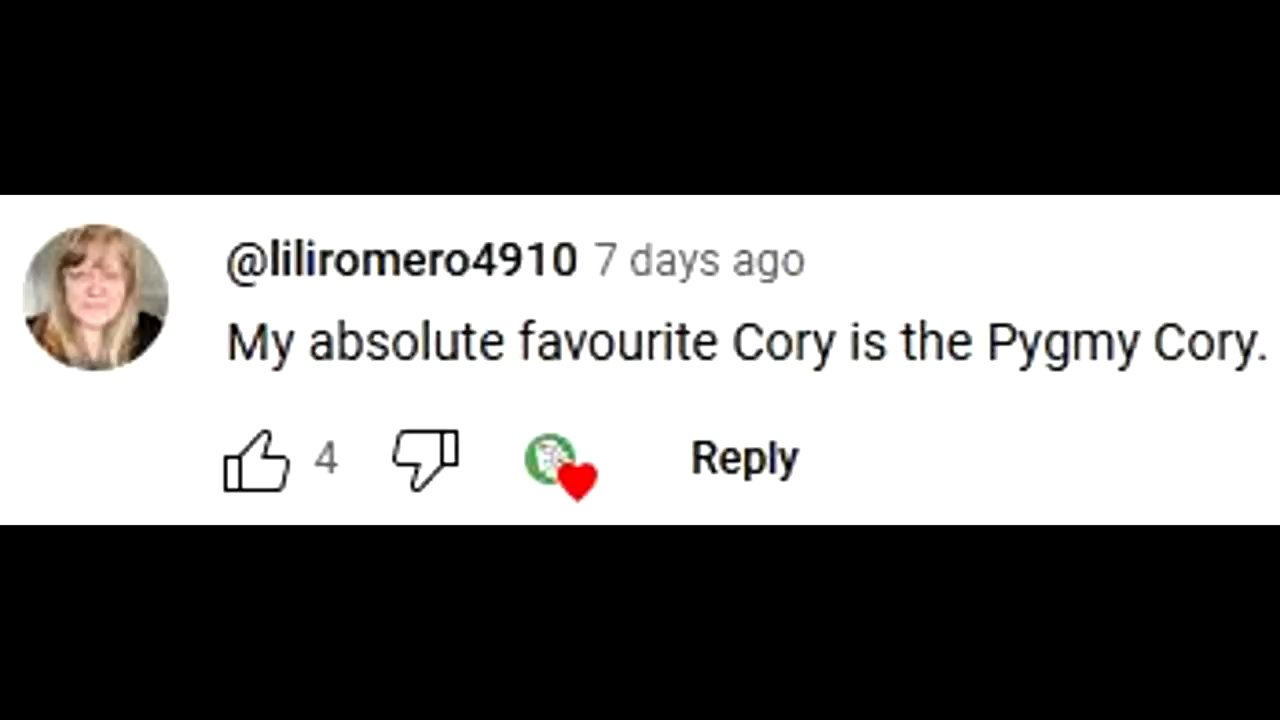 @liliromero4910 7 days ago
My absolute favourite Cory is the Pygmy Cory.
4 Reply